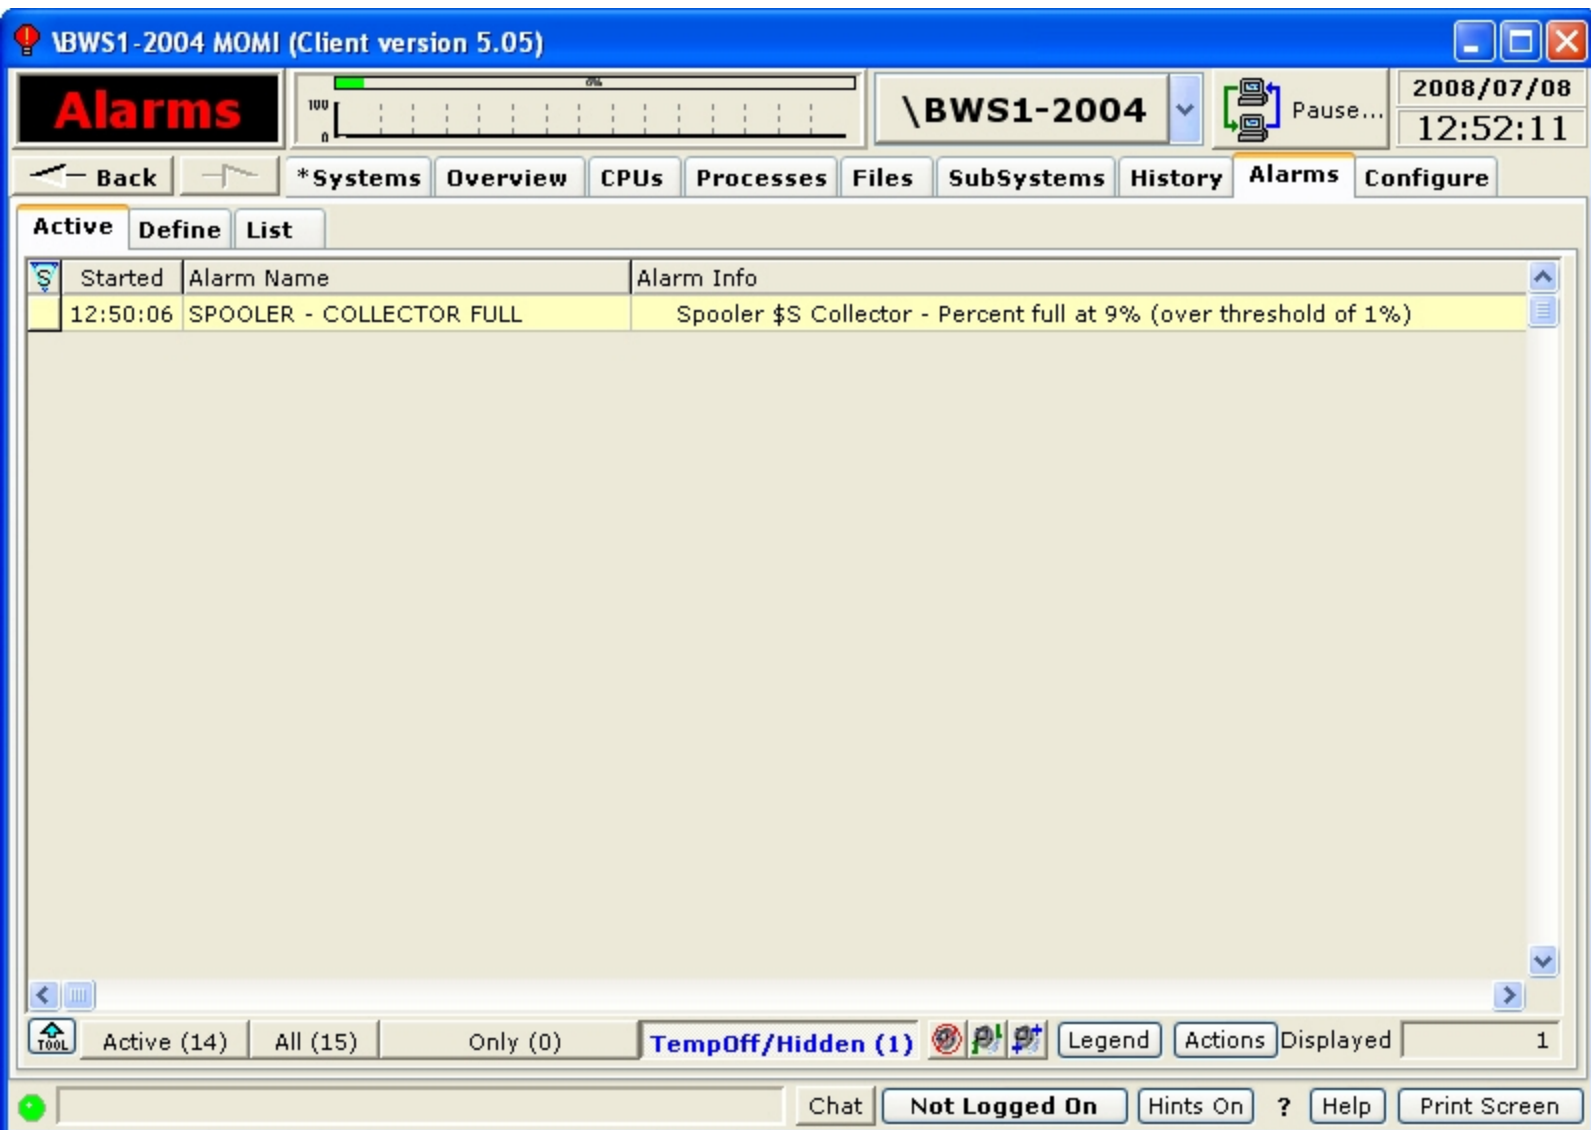 \BWS1-2004 MOMI (Client version 5.05)
Alarms
0%
100
0
\BWS1-2004
Pause...
2008/07/08
12:52:11
Back
*Systems Overview CPUs Processes Files SubSystems History Alarms Configure
Active Define List
S Started Alarm Name Alarm Info
12:50:06 SPOOLER - COLLECTOR FULL Spooler $S Collector - Percent full at 9% (over threshold of 1%)
TOOL Active (14) All (15) Only (0) TempOff/Hidden (1) Legend Actions Displayed 1
Chat Not Logged On Hints On ? Help Print Screen